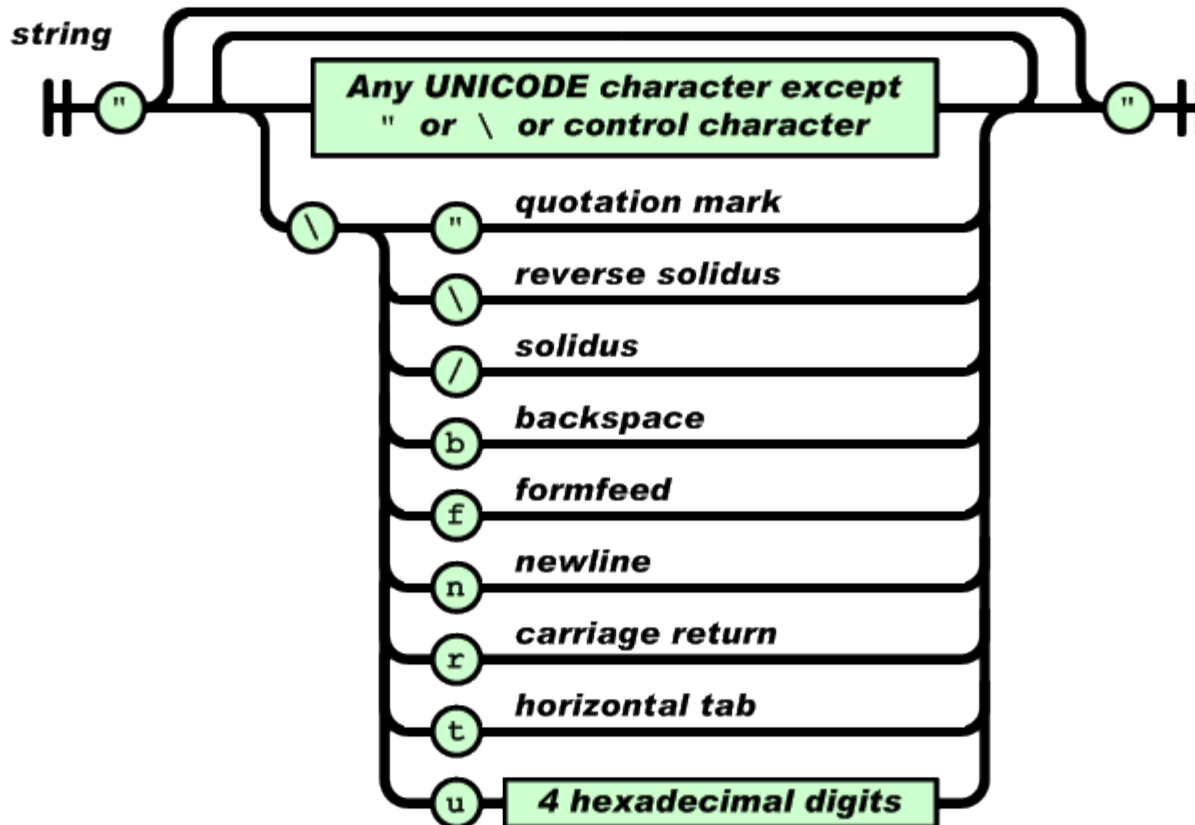 string
" Any UNICODE character except "
" or \ or control character
quotation mark
\ "
reverse solidus
\
solidus
/
backspace
b
formfeed
f
newline
n
carriage return
r
horizontal tab
t
u 4 hexadecimal digits